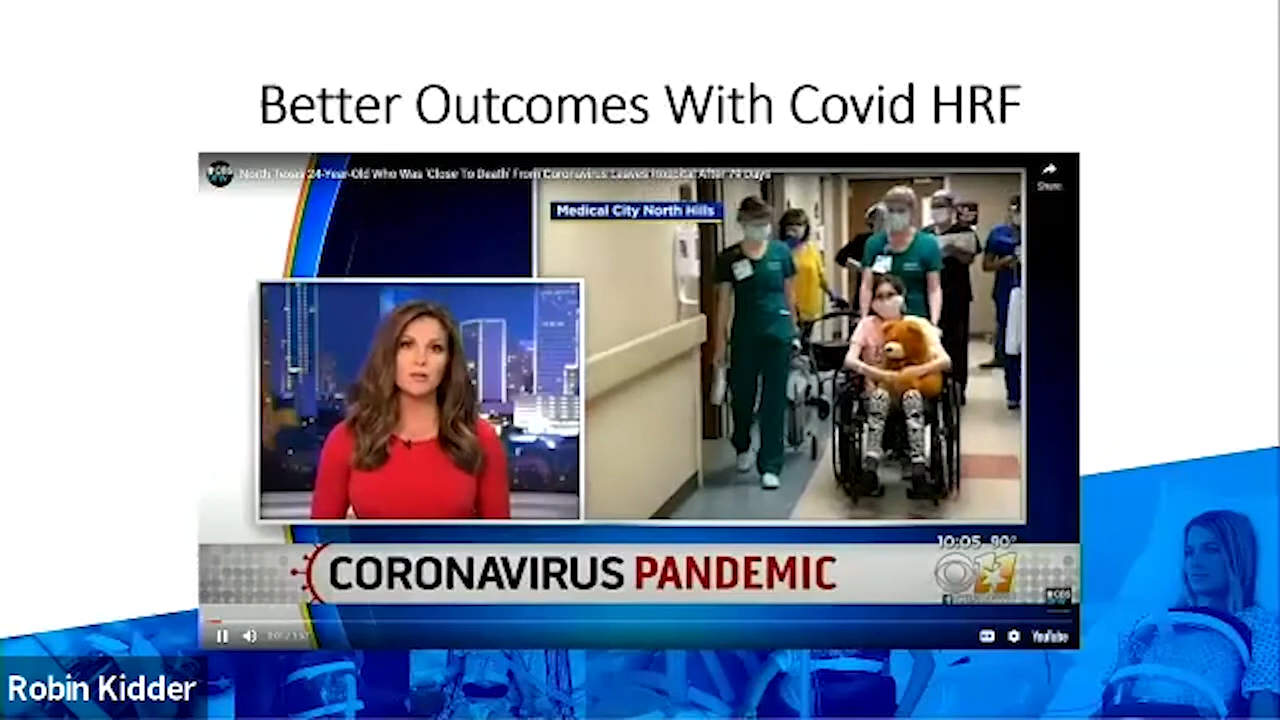 Better Outcomes With Covid HRF
North Texas 24-Year-Old Who Was 'Close To Death' From Coronavirus Leaves Hospital After 79 Days
Share
Medical City North Hills
10:05 90°
CORONAVIRUS PANDEMIC
YouTube
Robin Kidder